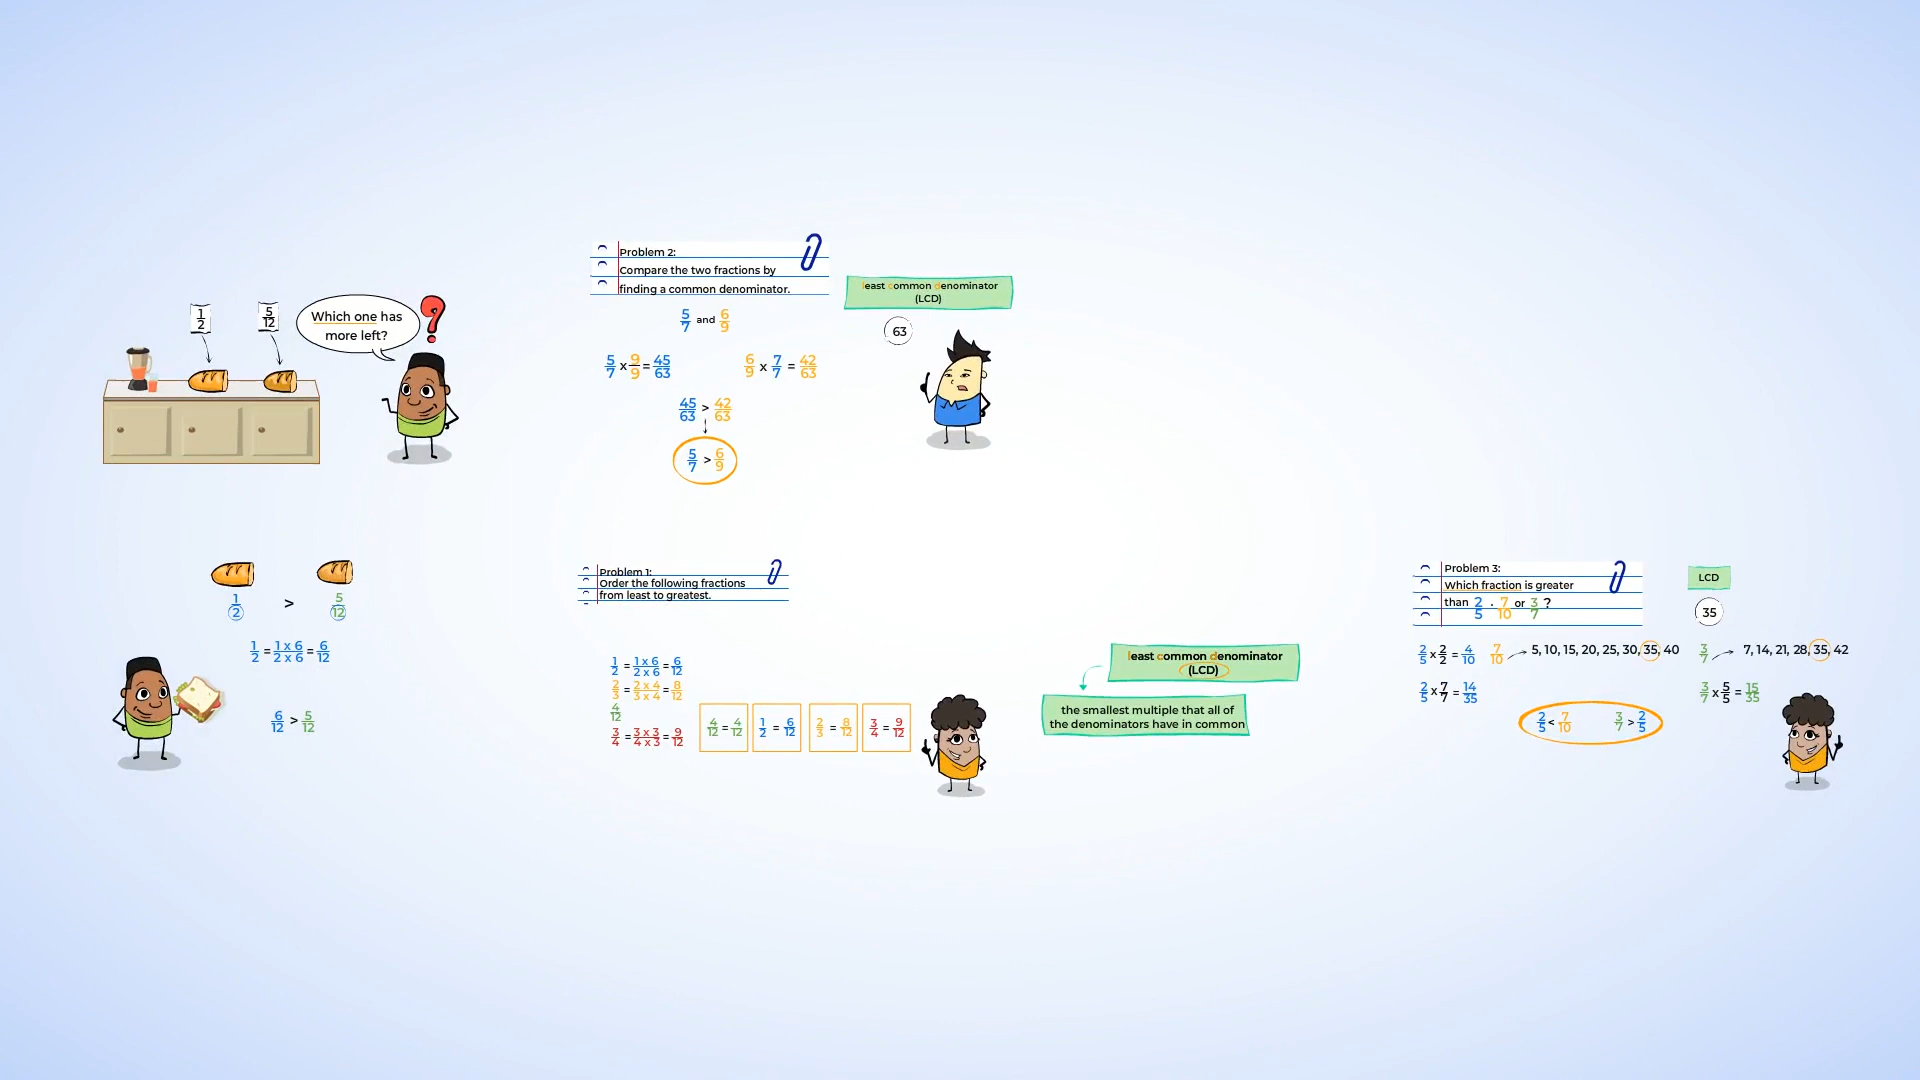 1/2
5/12
Which one has
more left?
Problem 2:
Compare the two fractions by
finding a common denominator.
least common denominator
(LCD)
63
5/7 and 6/9
5/7 x 9/9 = 45/63
6/9 x 7/7 = 42/63
45/63 > 42/63
5/7 > 6/9
1/2 > 5/12
1/2 = 1 x 6/2 x 6 = 6/12
6/12 > 5/12
Problem 1:
Order the following fractions
from least to greatest.
1/2 = 1 x 6/2 x 6 = 6/12
2/3 = 2 x 4/3 x 4 = 8/12
4/12
3/4 = 3 x 3/4 x 3 = 9/12
4/12 = 4/12
1/2 = 6/12
2/3 = 8/12
3/4 = 9/12
least common denominator
(LCD)
the smallest multiple that all of
the denominators have in common
Problem 3:
Which fraction is greater
than 2/5 . 7/10 or 3/7 ?
LCD
35
2/5 x 2/2 = 4/10
7/10
5, 10, 15, 20, 25, 30, 35, 40
3/7
7, 14, 21, 28, 35, 42
2/5 x 7/7 = 14/35
3/7 x 5/5 = 15/35
2/5 < 7/10
3/7 > 2/5